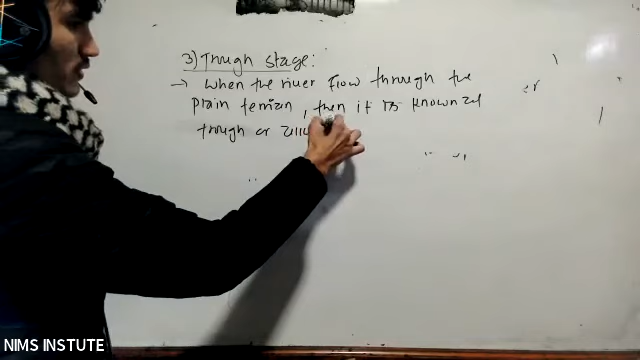 3) Trough stage:
→ when the river flow through the
plain terrian, then it is known as
trough or
NIMS INSTUTE